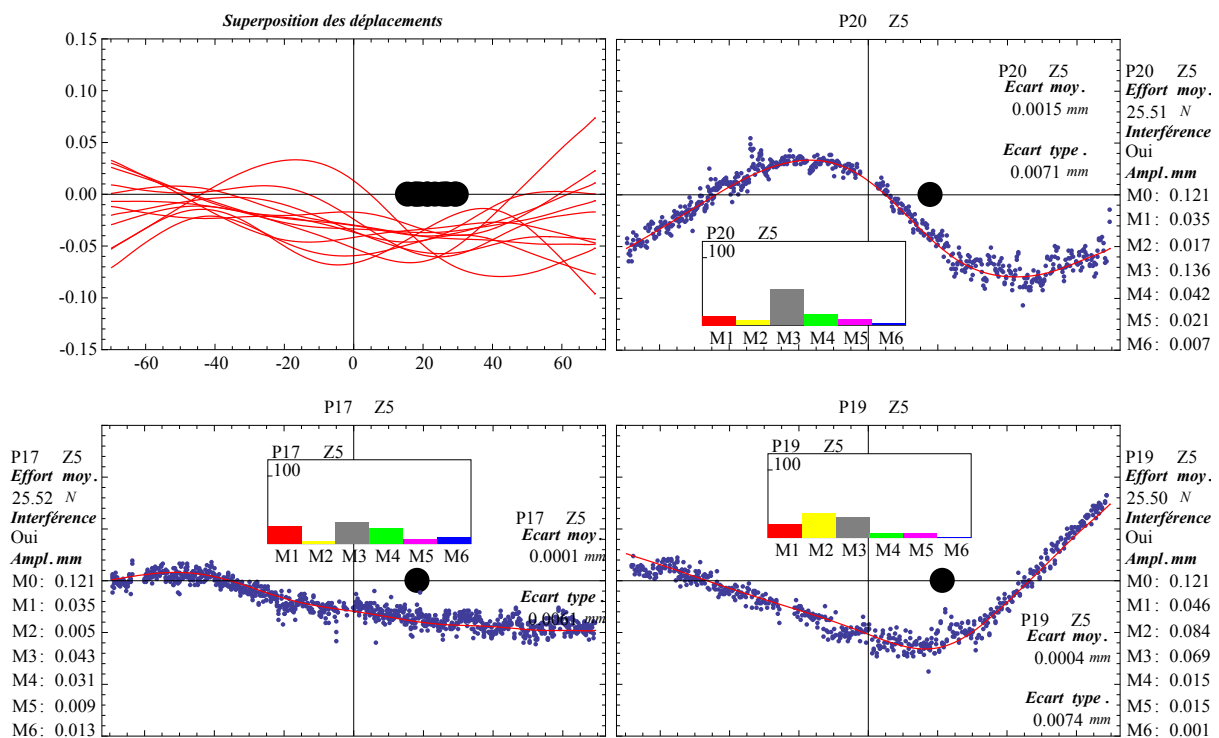 Superposition des déplacements
0.15
0.10
0.05
0.00
-0.05
-0.10
-0.15
-60 -40 -20 0 20 40 60
P20 Z5
P20 Z5
Ecart moy.
0.0015 mm
Ecart type.
0.0071 mm
P20 Z5
100
M1 M2 M3 M4 M5 M6
P20 Z5
Effort moy.
25.51 N
Interférence
Oui
Ampl.mm
M0: 0.121
M1: 0.035
M2: 0.017
M3: 0.136
M4: 0.042
M5: 0.021
M6: 0.007
P17 Z5
P17 Z5
Effort moy.
25.52 N
Interférence
Oui
Ampl.mm
M0: 0.121
M1: 0.035
M2: 0.005
M3: 0.043
M4: 0.031
M5: 0.009
M6: 0.013
P17 Z5
100
M1 M2 M3 M4 M5 M6
P17 Z5
Ecart moy.
0.0001 mm
Ecart type.
0.0061 mm
P19 Z5
P19 Z5
100
M1 M2 M3 M4 M5 M6
P19 Z5
Ecart moy.
0.0004 mm
Ecart type.
0.0074 mm
P19 Z5
Effort moy.
25.50 N
Interférence
Oui
Ampl.mm
M0: 0.121
M1: 0.046
M2: 0.084
M3: 0.069
M4: 0.015
M5: 0.015
M6: 0.001